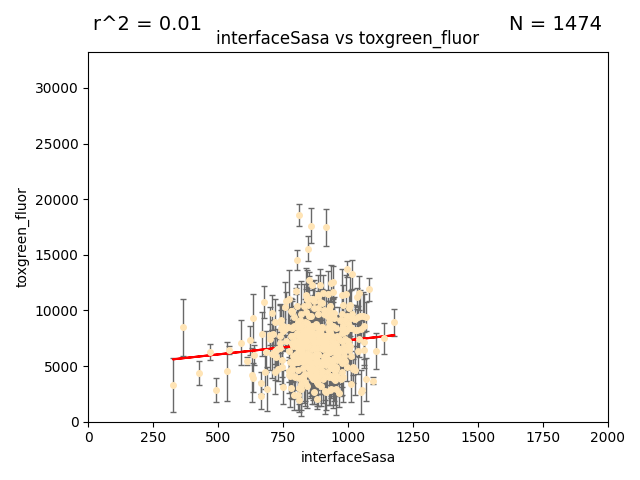 r^2 = 0.01
N = 1474
interfaceSasa vs toxgreen_fluor
30000
25000
20000
15000
10000
5000
0
toxgreen_fluor
0 250 500 750 1000 1250 1500 1750 2000
interfaceSasa